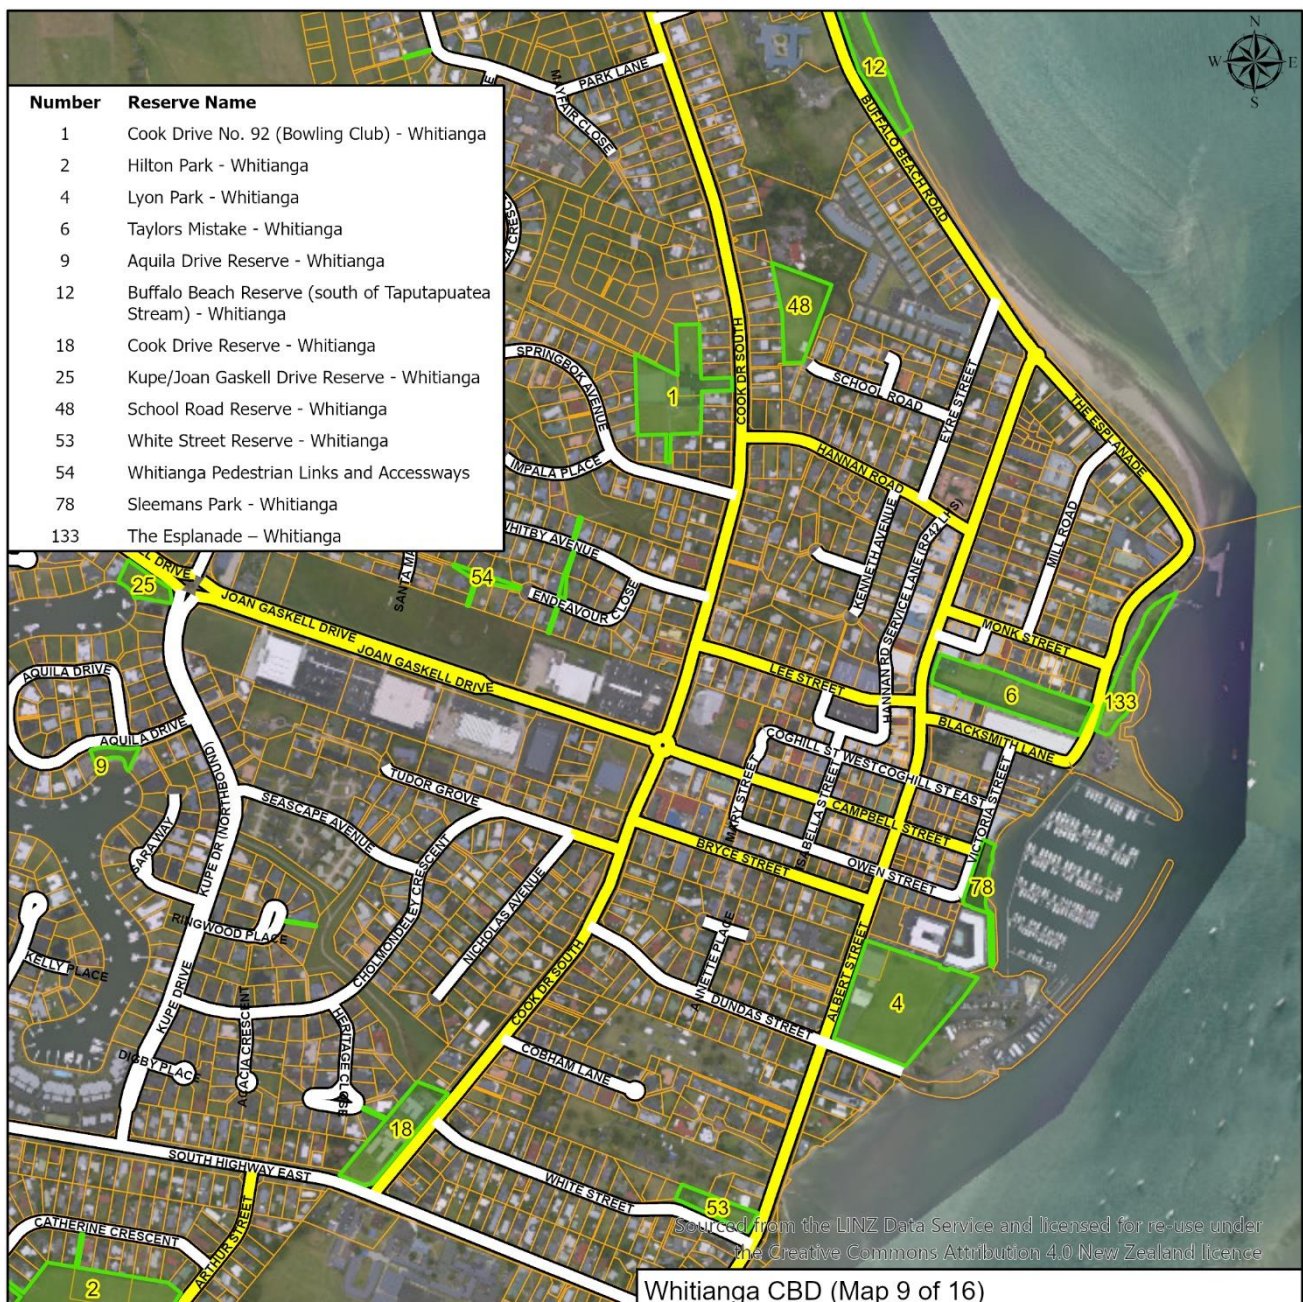 N
W
E
S
Number Reserve Name
1 Cook Drive No. 92 (Bowling Club) - Whitianga
2 Hilton Park - Whitianga
4 Lyon Park - Whitianga
6 Taylors Mistake - Whitianga
9 Aquila Drive Reserve - Whitianga
12 Buffalo Beach Reserve (south of Taputapuatea
Stream) - Whitianga
18 Cook Drive Reserve - Whitianga
25 Kupe/Joan Gaskell Drive Reserve - Whitianga
48 School Road Reserve - Whitianga
53 White Street Reserve - Whitianga
54 Whitianga Pedestrian Links and Accessways
78 Sleemans Park - Whitianga
133 The Esplanade – Whitianga
PARK LANE
MAYFAIR CLOSE
12
BUFFALO BEACH ROAD
48
COOK DR SOUTH
SCHOOL ROAD
EYRE STREET
THE ESPLANADE
SPRINGBOK AVENUE
1
IMPALA PLACE
HANNAN ROAD
KENNETH AVENUE
HANNAN RD SERVICE LANE (RP42 LHS)
MILL ROAD
WHITBY AVENUE
54
ENDEAVOUR CLOSE
25
JOAN GASKELL DRIVE
JOAN GASKELL DRIVE
MONK STREET
LEE STREET
6
133
BLACKSMITH LANE
AQUILA DRIVE
AQUILA DRIVE
9
COGHILL ST WEST
COGHILL ST EAST
MARY STREET
ISABELLA STREET
CAMPBELL STREET
VICTORIA STREET
TUDOR GROVE
KUPE DR (NORTHBOUND)
SEASCAPE AVENUE
BRYCE STREET
OWEN STREET
78
SARA WAY
CHOLMONDELEY CRESCENT
NICHOLAS AVENUE
RINGWOOD PLACE
KELLY PLACE
ANNETTE PLACE
ALBERT STREET
4
COOK DR SOUTH
DUNDAS STREET
KUPE DRIVE
ACACIA CRESCENT
HERITAGE CLOSE
DIGBY PLACE
COBHAM LANE
18
SOUTH HIGHWAY EAST
WHITE STREET
53
CATHERINE CRESCENT
ARTHUR STREET
2
Sourced from the LINZ Data Service and licensed for re-use under
the Creative Commons Attribution 4.0 New Zealand licence
Whitianga CBD (Map 9 of 16)